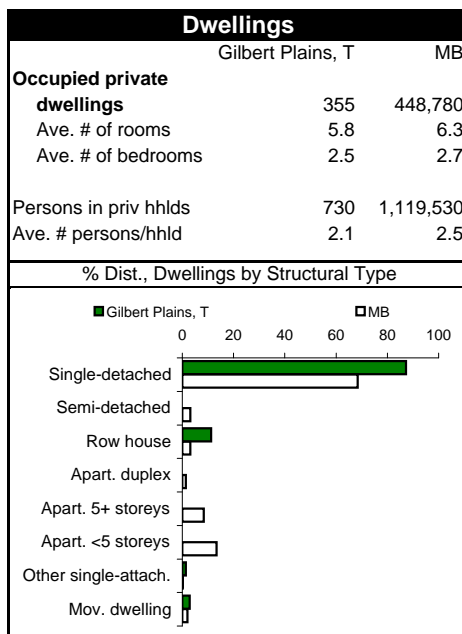 Dwellings
Gilbert Plains, T MB
Occupied private
dwellings 355 448,780
Ave. # of rooms 5.8 6.3
Ave. # of bedrooms 2.5 2.7
Persons in priv hhlds 730 1,119,530
Ave. # persons/hhld 2.1 2.5
% Dist., Dwellings by Structural Type
Gilbert Plains, T MB
0 20 40 60 80 100
Single-detached
Semi-detached
Row house
Apart. duplex
Apart. 5+ storeys
Apart. <5 storeys
Other single-attach.
Mov. dwelling